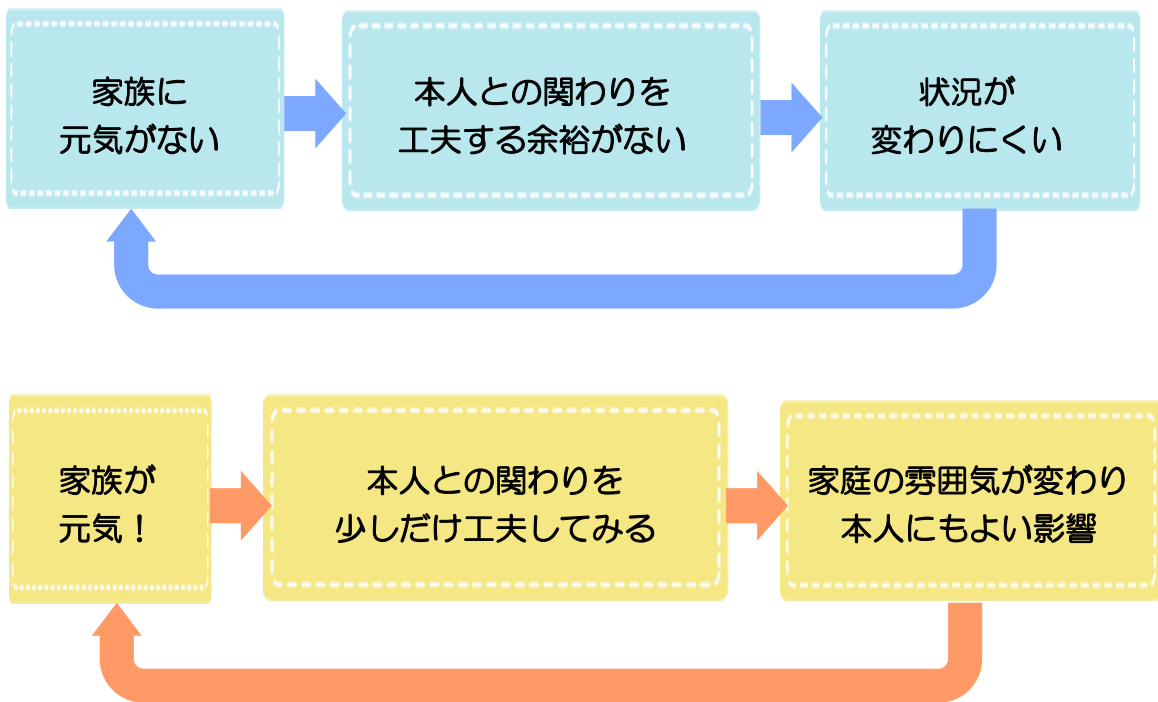 家族に
元気がない
本人との関わりを
工夫する余裕がない
状況が
変わりにくい
家族が
元気！
本人との関わりを
少しだけ工夫してみる
家庭の雰囲気が変わり
本人にもよい影響